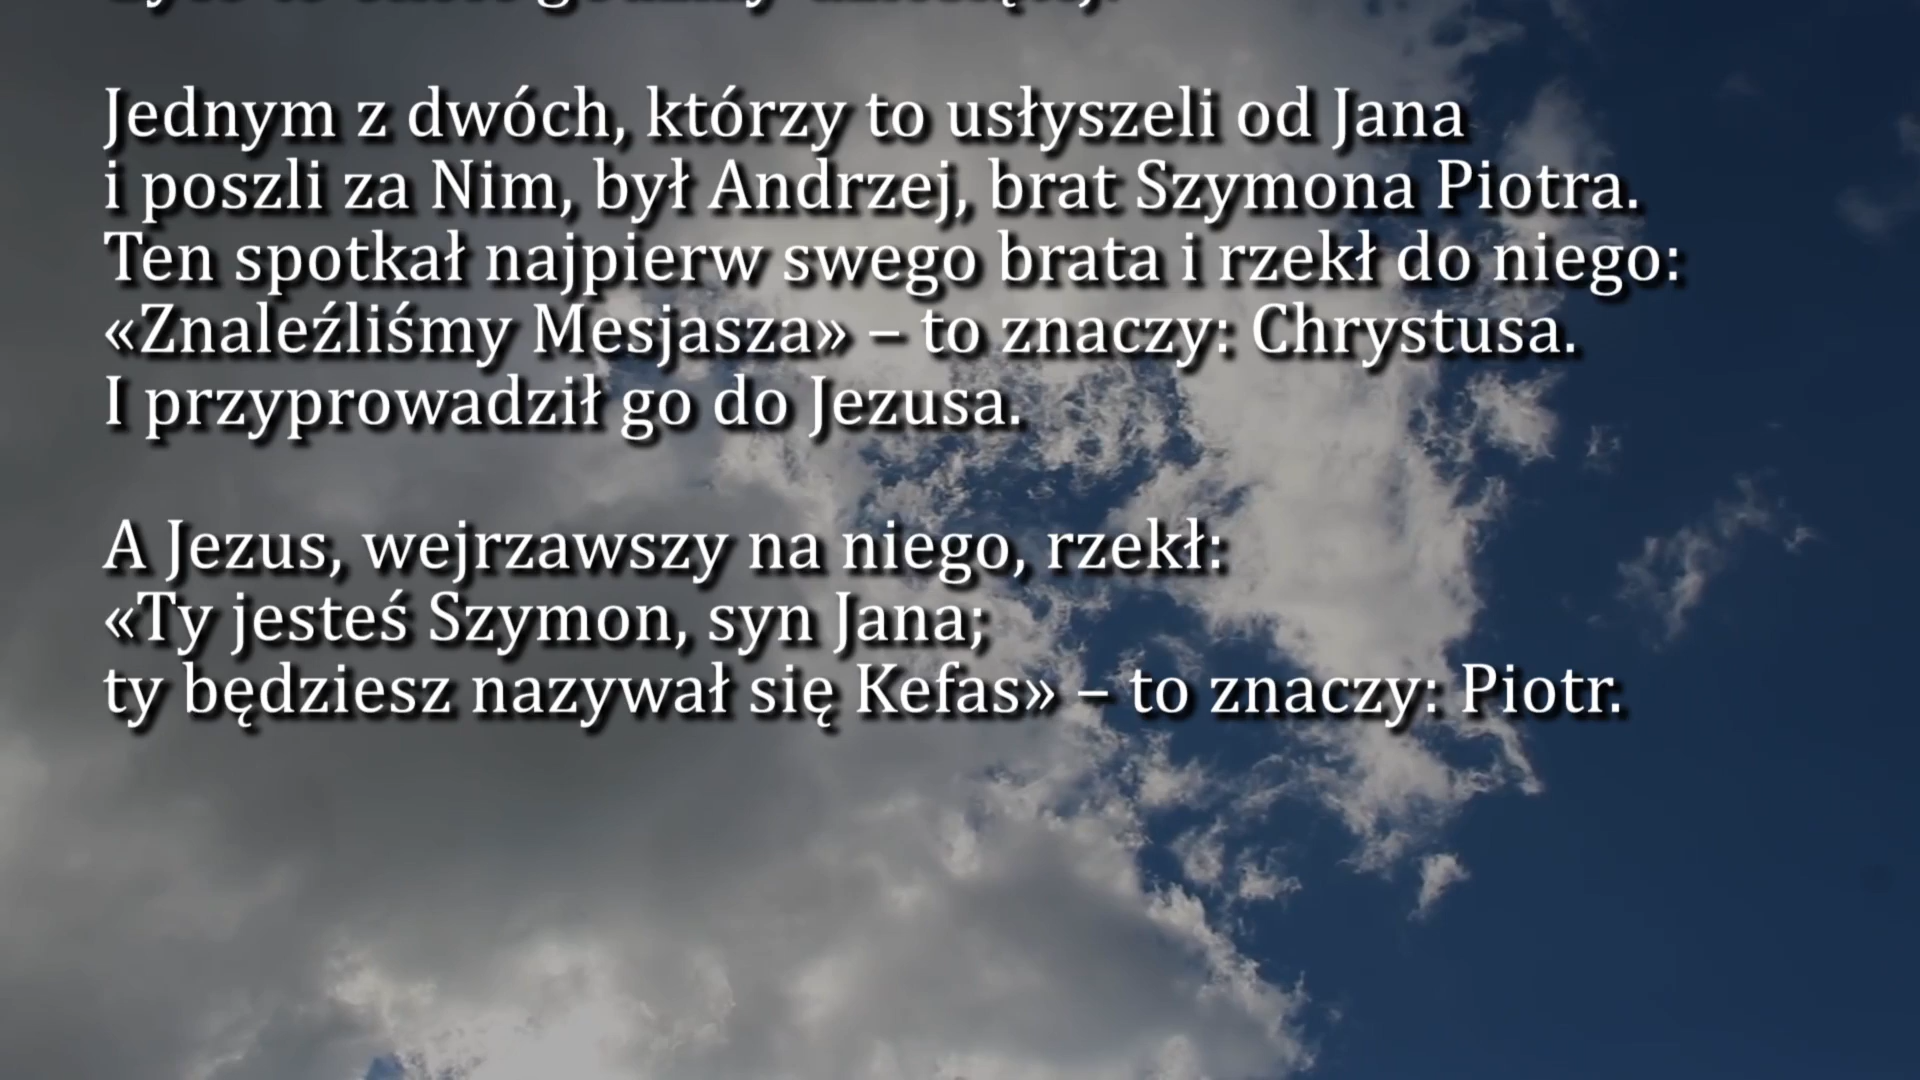 Jednym z dwóch, którzy to usłyszeli od Jana
i poszli za Nim, był Andrzej, brat Szymona Piotra.
Ten spotkał najpierw swego brata i rzekł do niego:
«Znaleźliśmy Mesjasza» – to znaczy: Chrystusa.
I przyprowadził go do Jezusa.
A Jezus, wejrzawszy na niego, rzekł:
«Ty jesteś Szymon, syn Jana;
ty będziesz nazywał się Kefas» – to znaczy: Piotr.